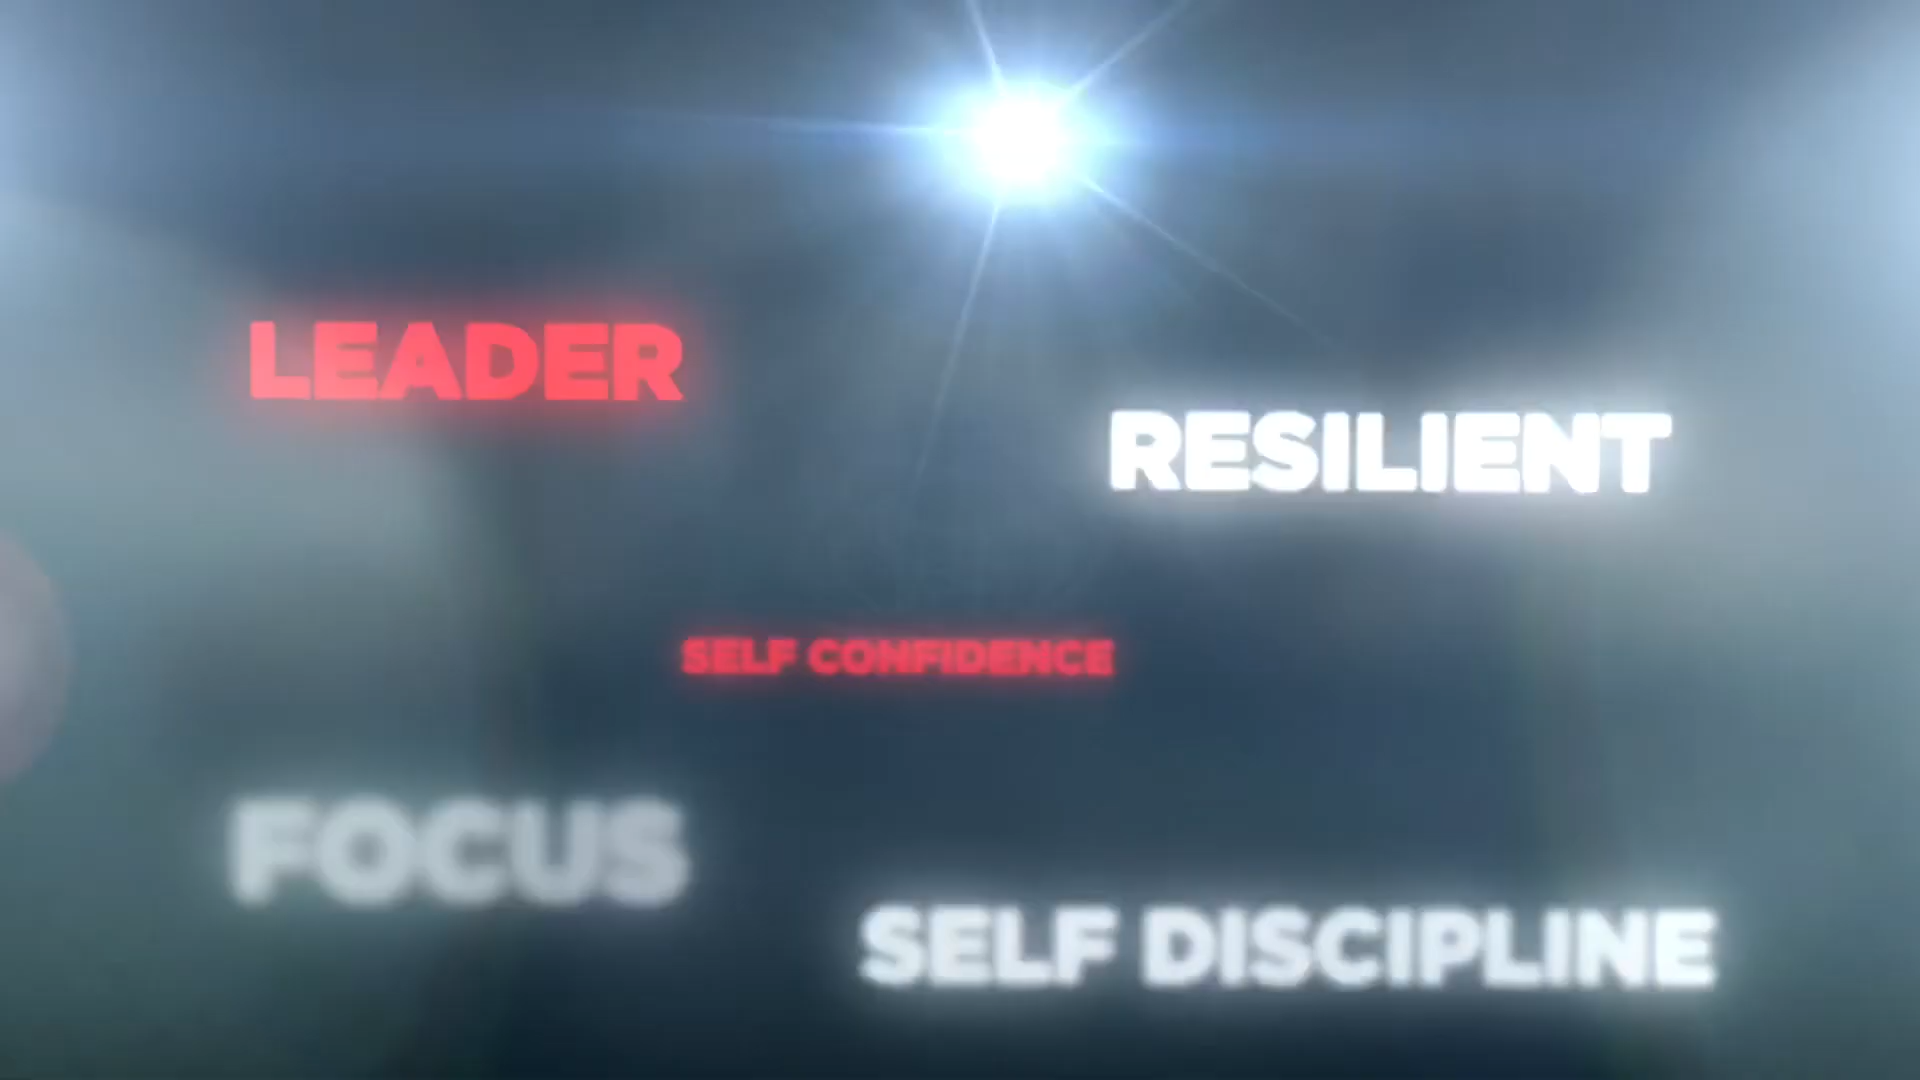 LEADER
RESILIENT
SELF CONFIDENCE
FOCUS
SELF DISCIPLINE